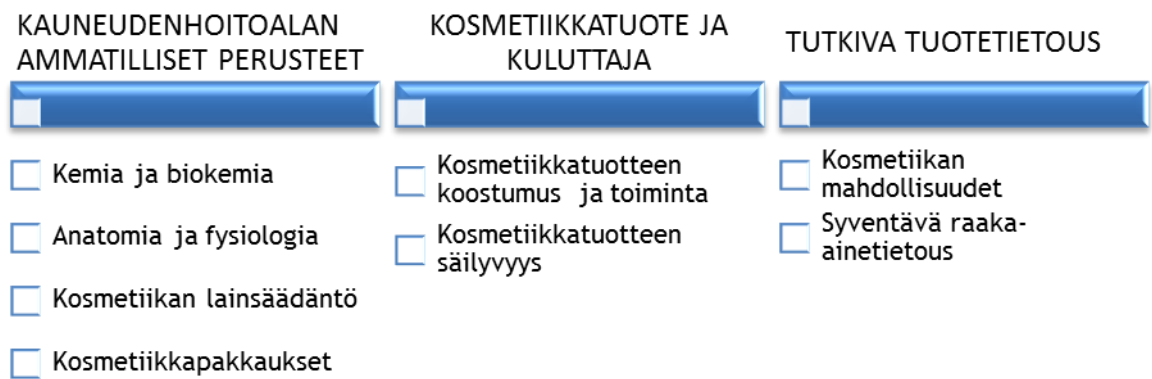 KAUNEUDENHOITOALAN
AMMATILLISET PERUSTEET
Kemia ja biokemia
Anatomia ja fysiologia
Kosmetiikan lainsäädäntö
Kosmetiikkapakkaukset
KOSMETIIKKATUOTE JA
KULUTTAJA
Kosmetiikkatuotteen
koostumus ja toiminta
Kosmetiikkatuotteen
säilyvyys
TUTKIVA TUOTETIETOUS
Kosmetiikan
mahdollisuudet
Syventävä raaka-
ainetietous